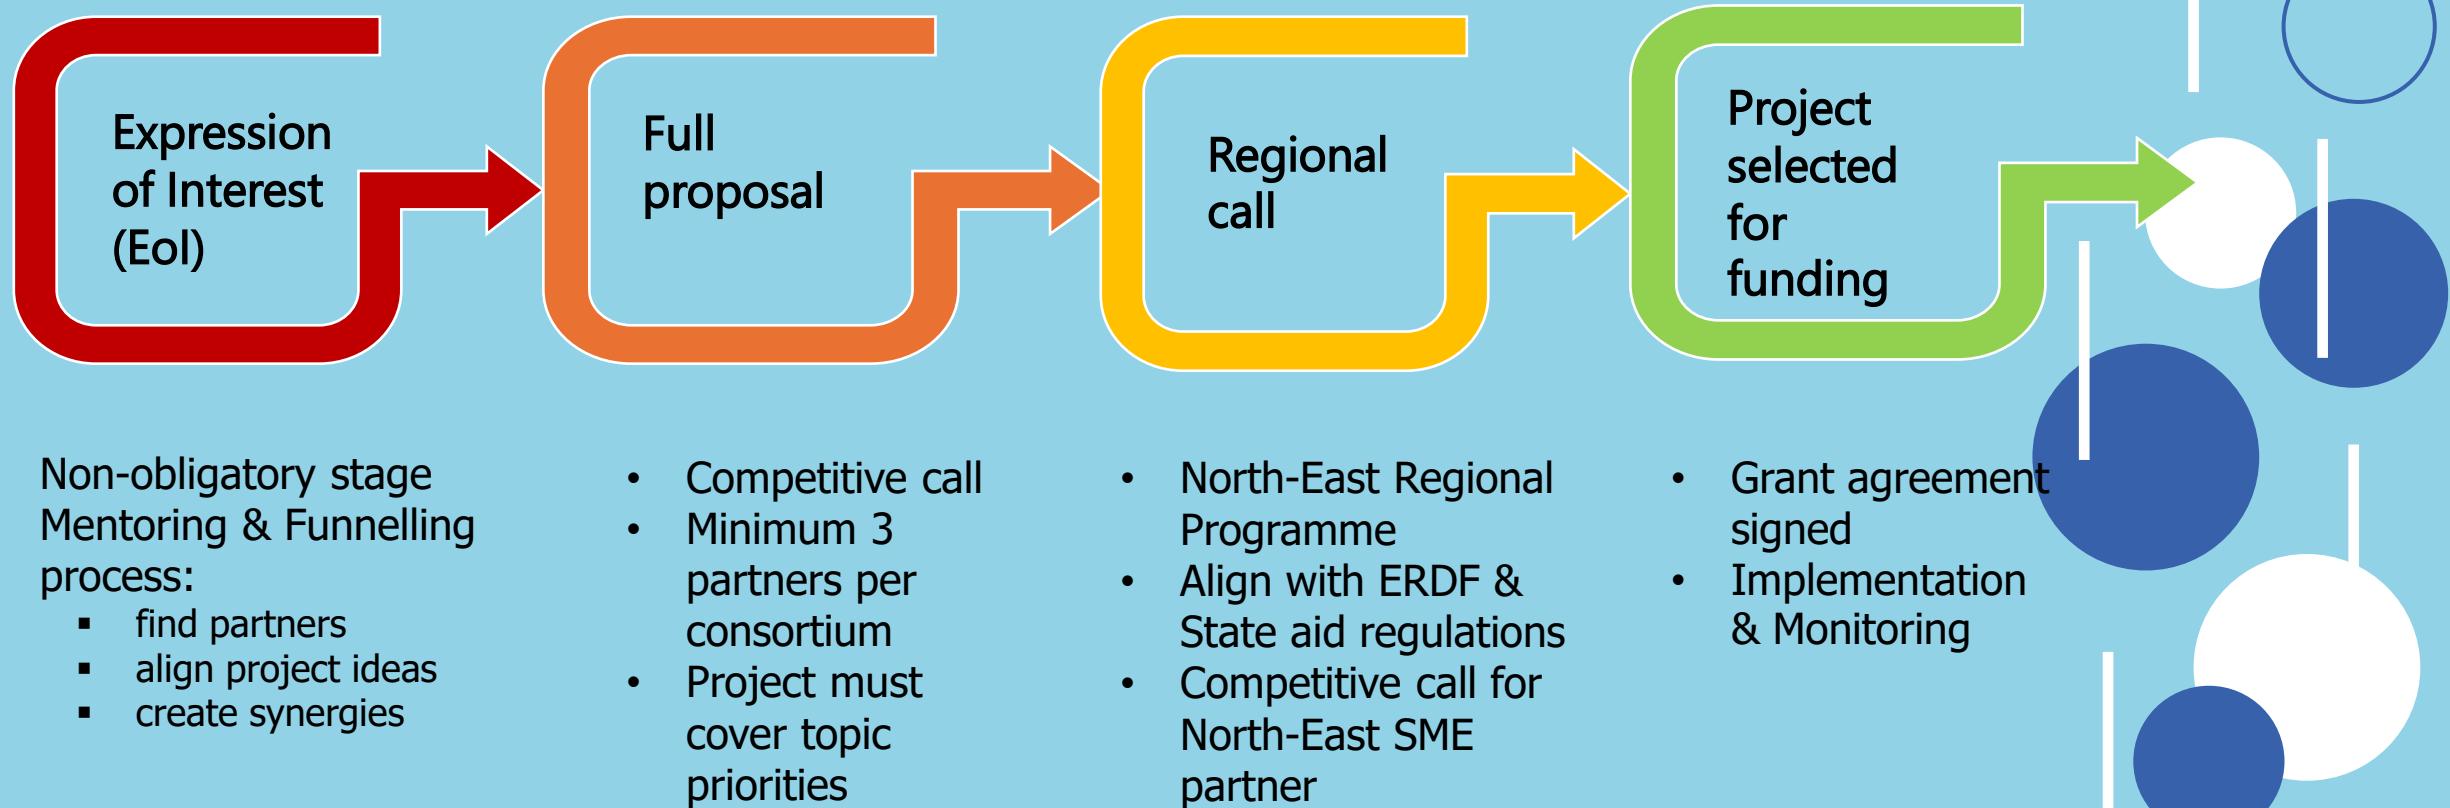 Expression
of Interest
(EoI)
Full
proposal
Regional
call
Project
selected
for
funding
Non-obligatory stage
Mentoring & Funnelling
process:
▪ find partners
▪ align project ideas
▪ create synergies
• Competitive call
• Minimum 3
partners per
consortium
• Project must
cover topic
priorities
• North-East Regional
Programme
• Align with ERDF &
State aid regulations
• Competitive call for
North-East SME
partner
• Grant agreement
signed
• Implementation
& Monitoring